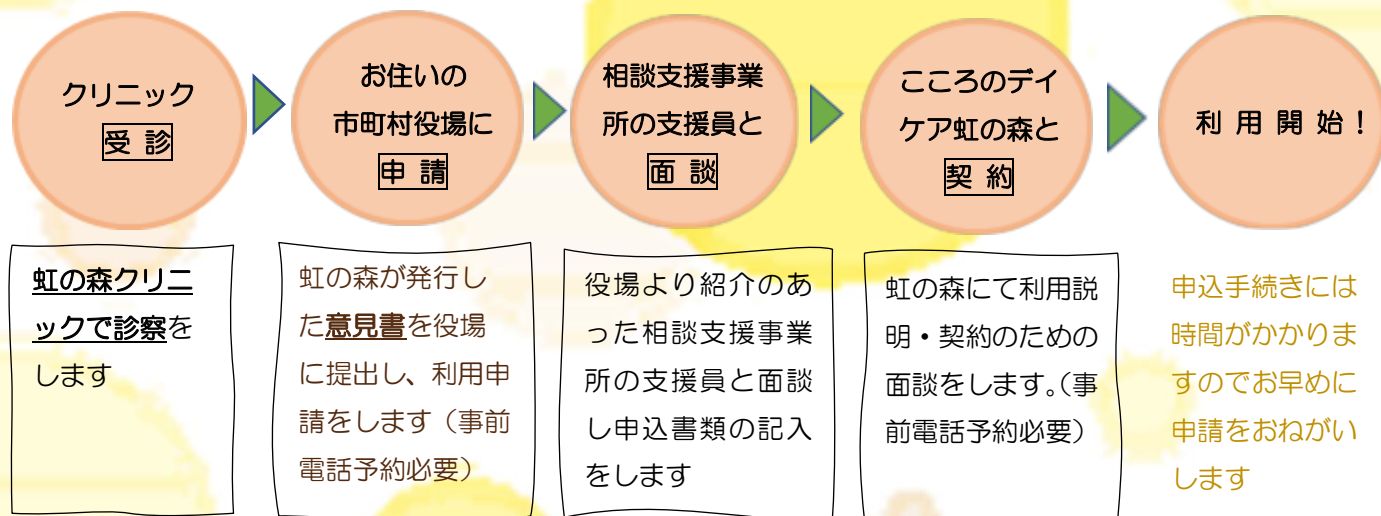 クリニック
受 診
お住いの
市町村役場に
申 請
相談支援事業
所の支援員と
面 談
こころのデイ
ケア虹の森と
契 約
利 用 開 始！
虹の森クリニ
ックで診察を
します
虹の森が発行し
た意見書を役場
に提出し、利用申
請をします（事前
電話予約必要）
役場より紹介のあ
った相談支援事業
所の支援員と面談
し申込書類の記入
をします
虹の森にて利用説
明・契約のための
面談をします。（事
前電話予約必要）
申込手続きには
時間がかかりま
すのでお早めに
申請をおねがい
します